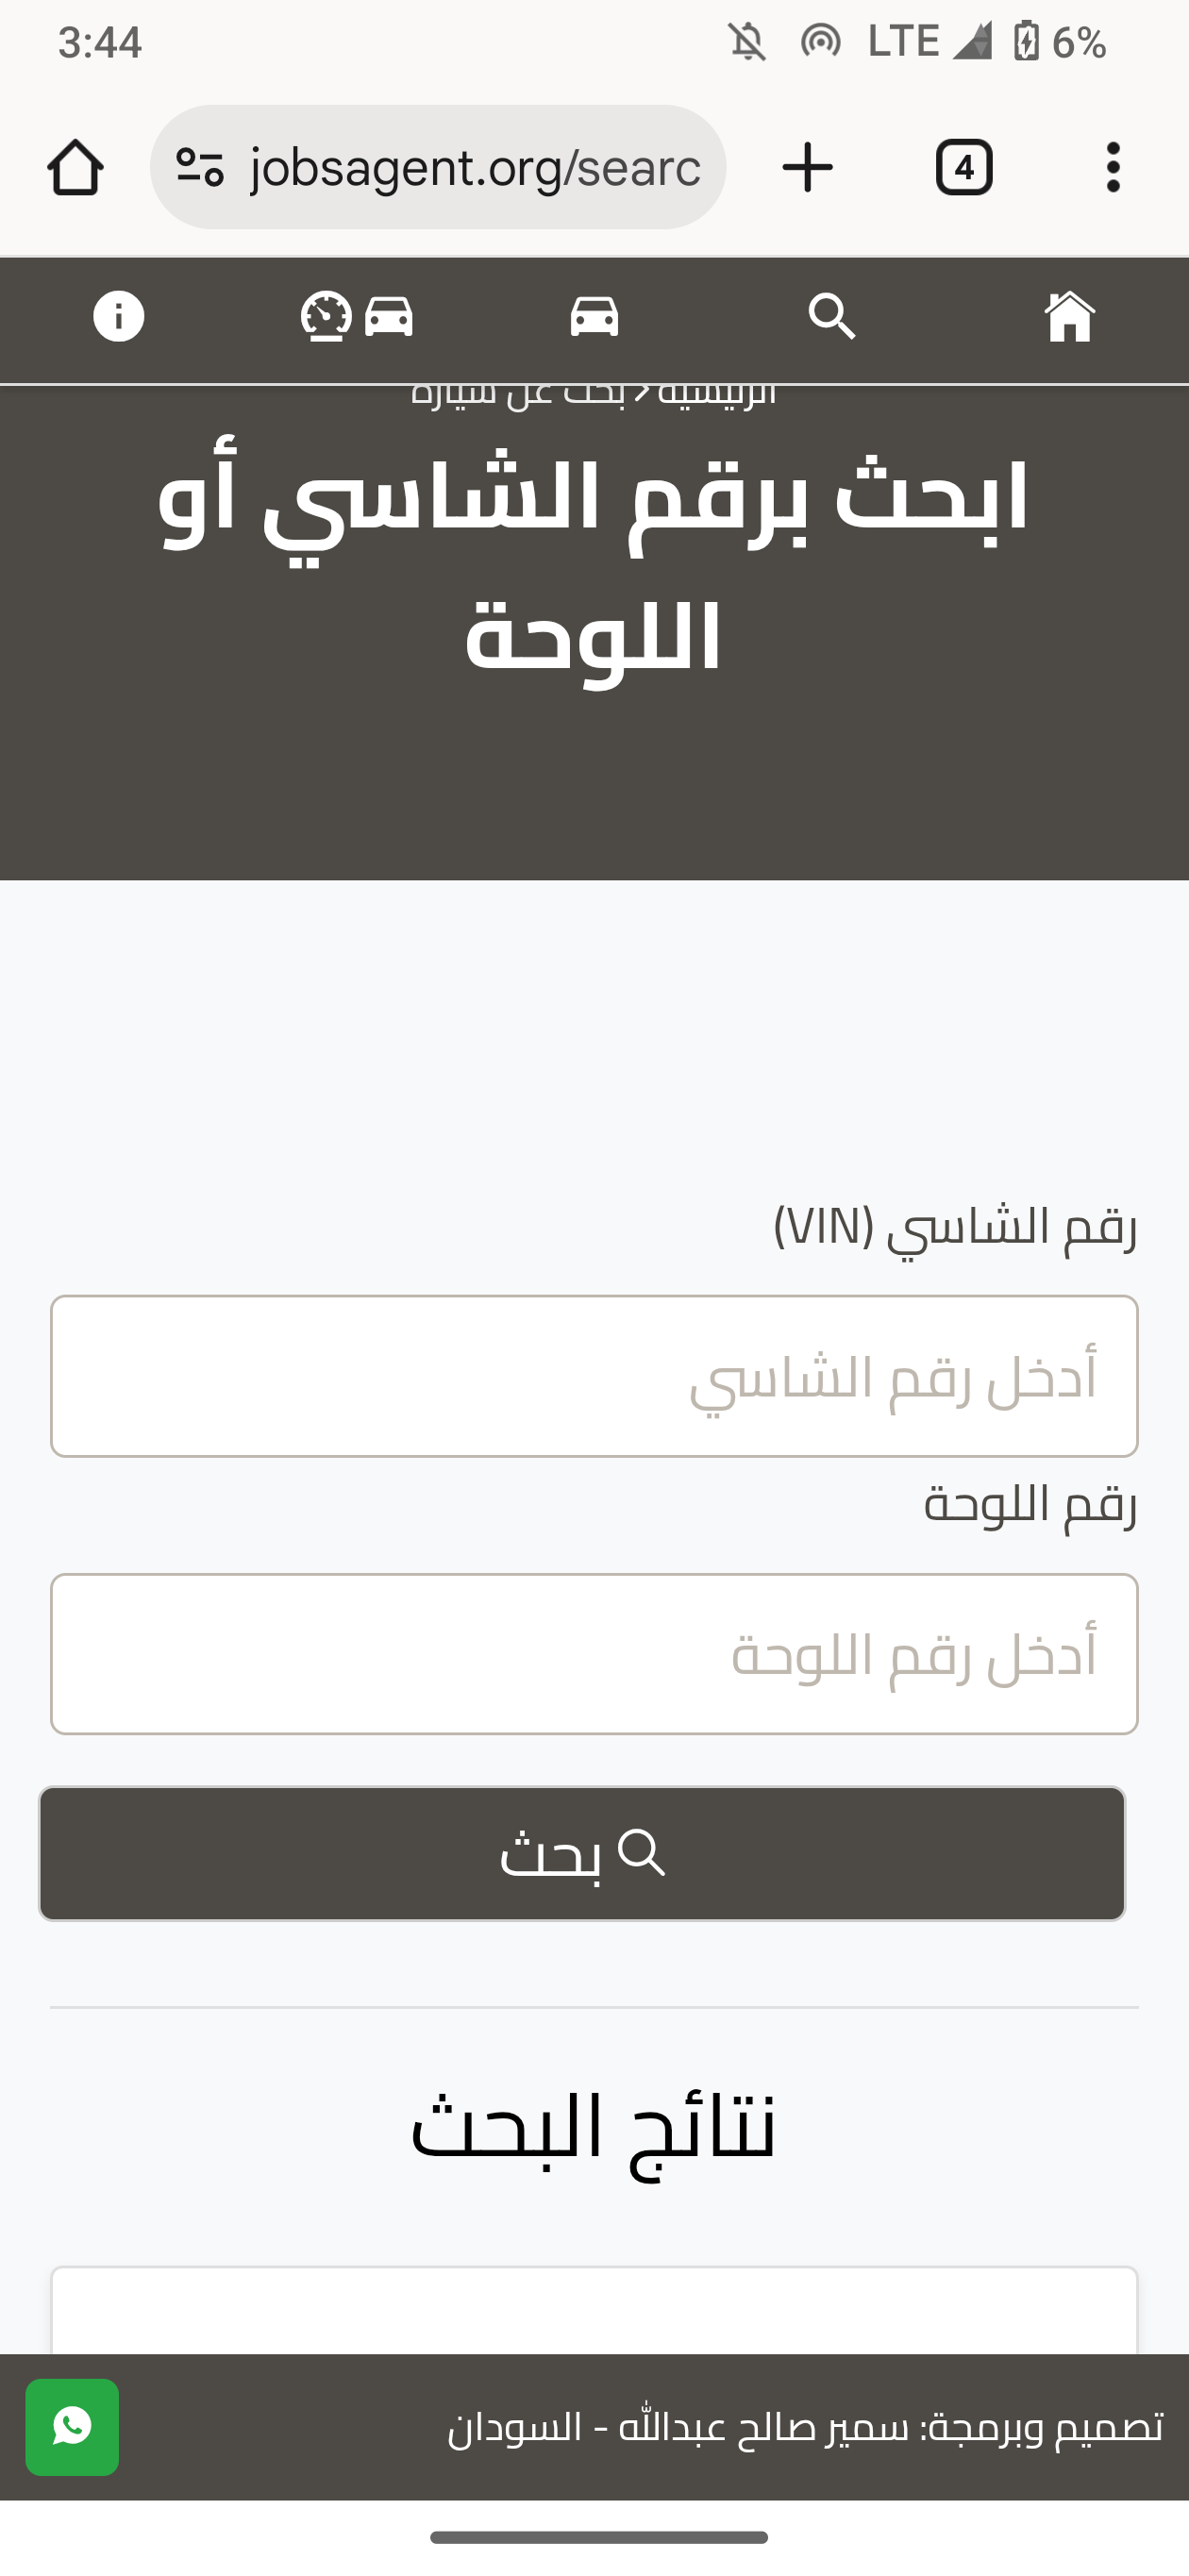 3:44
LTE 6%
jobsagent.org/searc
4
الرئيسية > بحث عن سيارة
ابحث برقم الشاسي أو
اللوحة
رقم الشاسي (VIN)
أدخل رقم الشاسي
رقم اللوحة
أدخل رقم اللوحة
بحث
نتائج البحث
تصميم وبرمجة: سمير صالح عبدالله - السودان